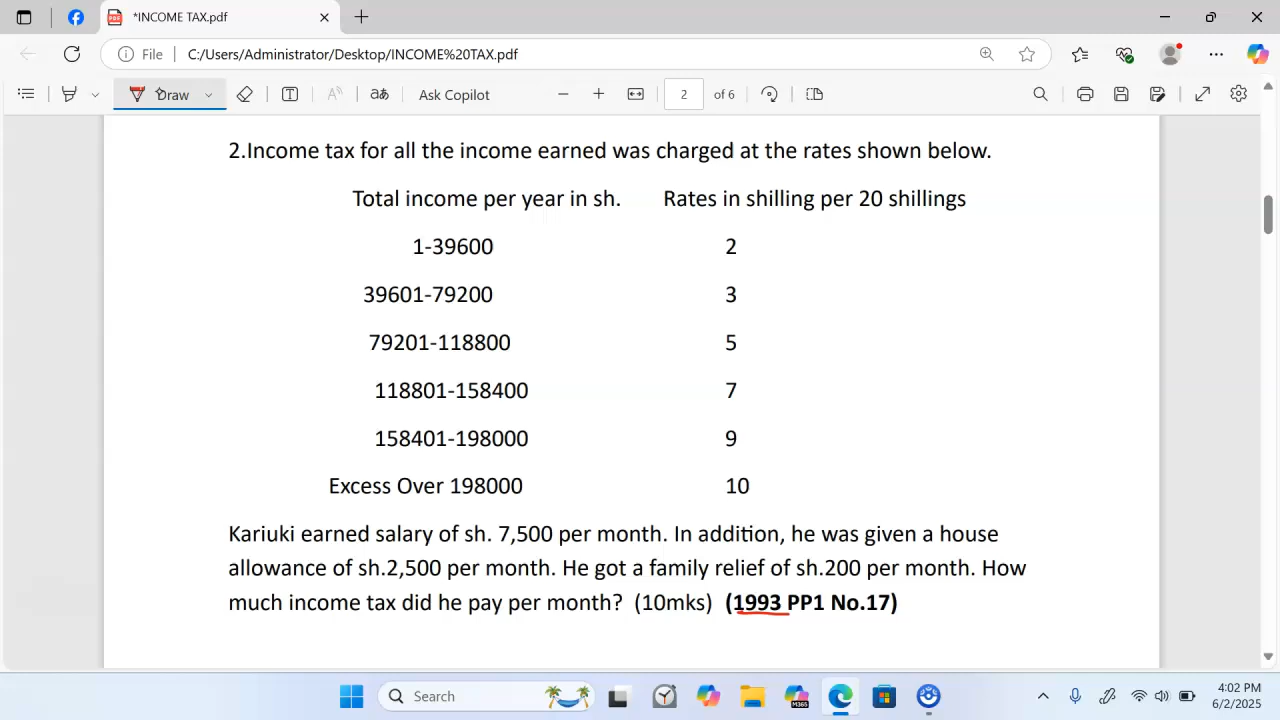 *INCOME TAX.pdf
File C:/Users/Administrator/Desktop/INCOME%20TAX.pdf
Draw aあ Ask Copilot 2 of 6
2.Income tax for all the income earned was charged at the rates shown below.
Total income per year in sh. Rates in shilling per 20 shillings
1-39600 2
39601-79200 3
79201-118800 5
118801-158400 7
158401-198000 9
Excess Over 198000 10
Kariuki earned salary of sh. 7,500 per month. In addition, he was given a house
allowance of sh.2,500 per month. He got a family relief of sh.200 per month. How
much income tax did he pay per month? (10mks) (1993 PP1 No.17)
Search
4:02 PM
6/2/2025